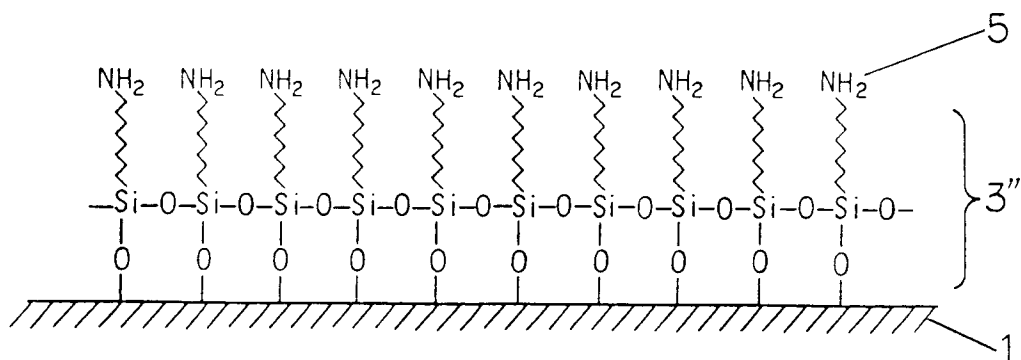 5
NH2 NH2 NH2 NH2 NH2 NH2 NH2 NH2 NH2 NH2
3"
—Si—O—Si—O—Si—O—Si—O—Si—O—Si—O—Si—O—Si—O—Si—O—Si—O—
O O O O O O O O O O
1